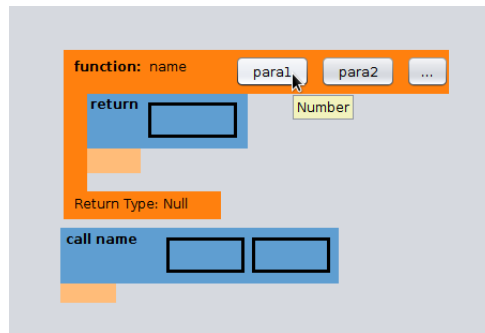 function: name para1 para2 ...
Number
return
Return Type: Null
call name